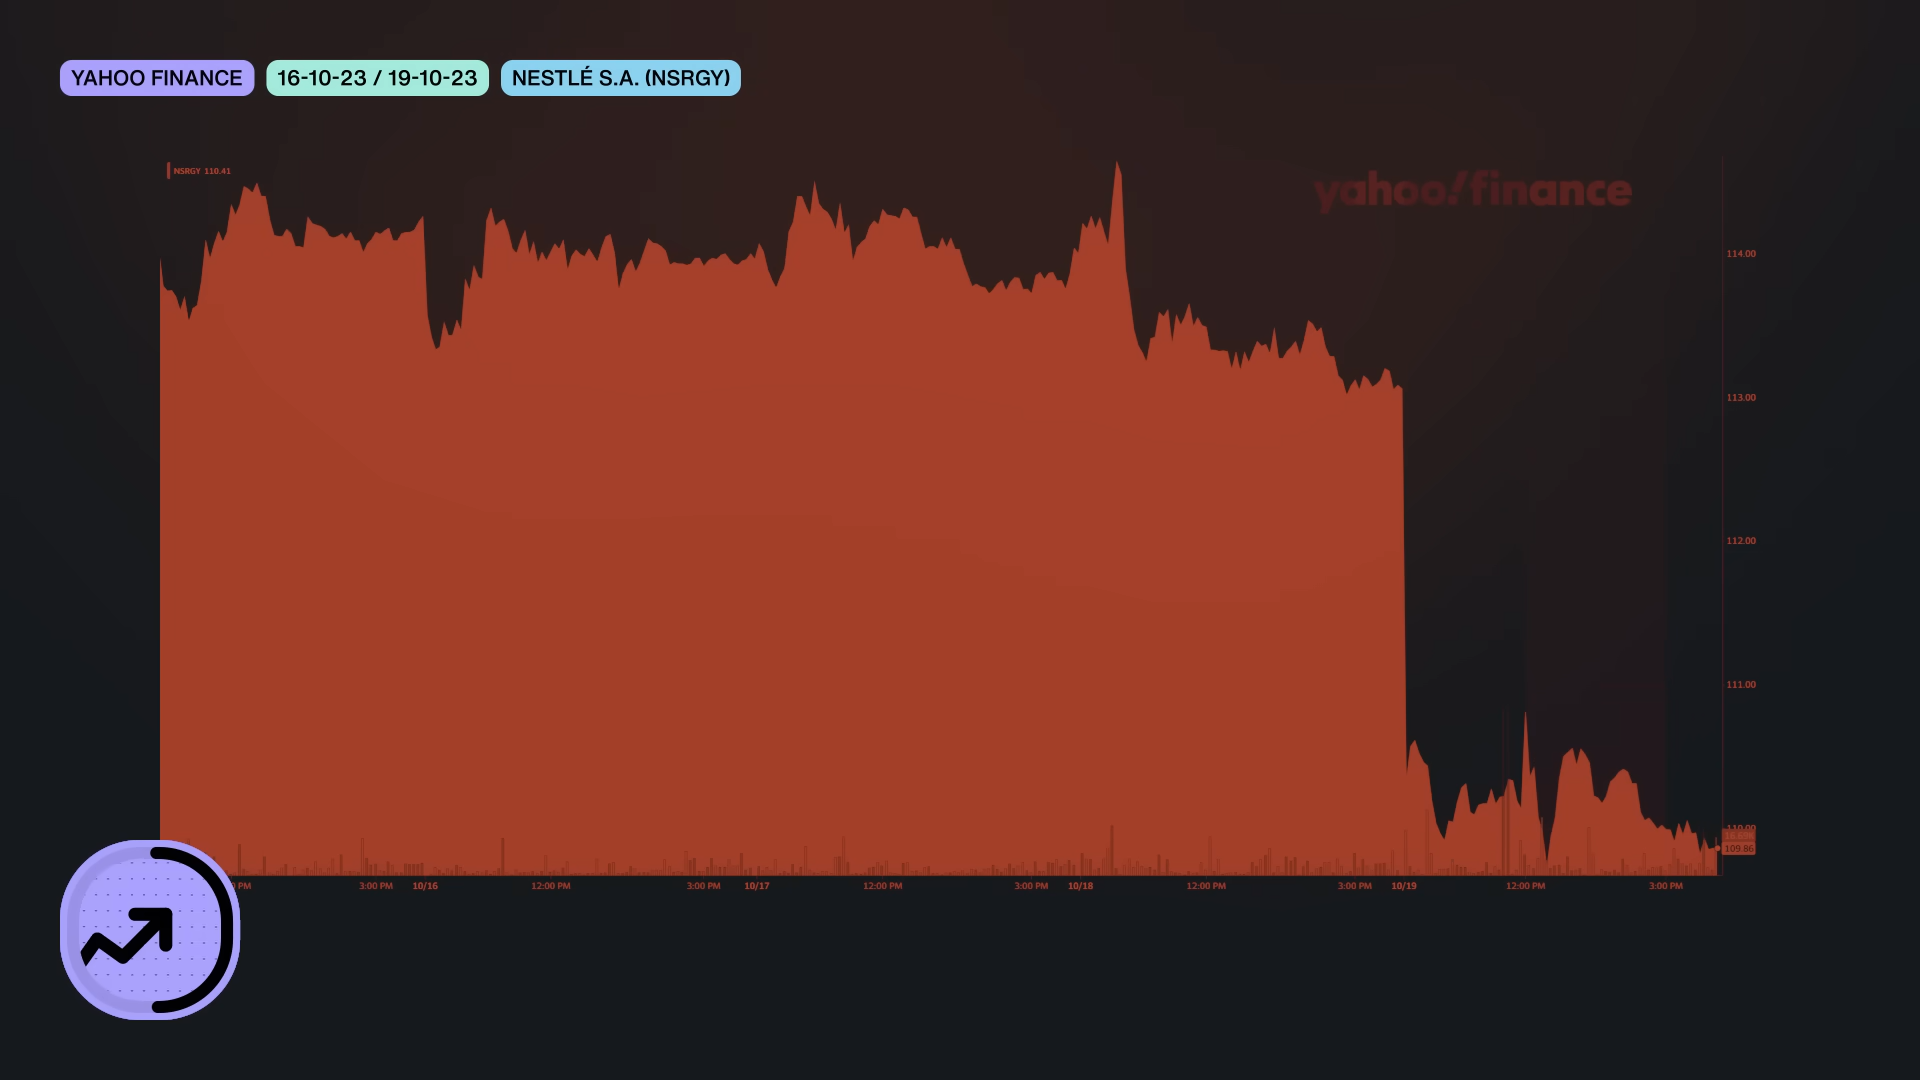 YAHOO FINANCE 16-10-23 / 19-10-23 NESTLÉ S.A. (NSRGY)
NSRGY 110.41
yahoo!finance
114.00
113.00
112.00
111.00
110.00
109.86
PM 3:00 PM 10/16 12:00 PM 3:00 PM 10/17 12:00 PM 3:00 PM 10/18 12:00 PM 3:00 PM 10/19 12:00 PM 3:00 PM